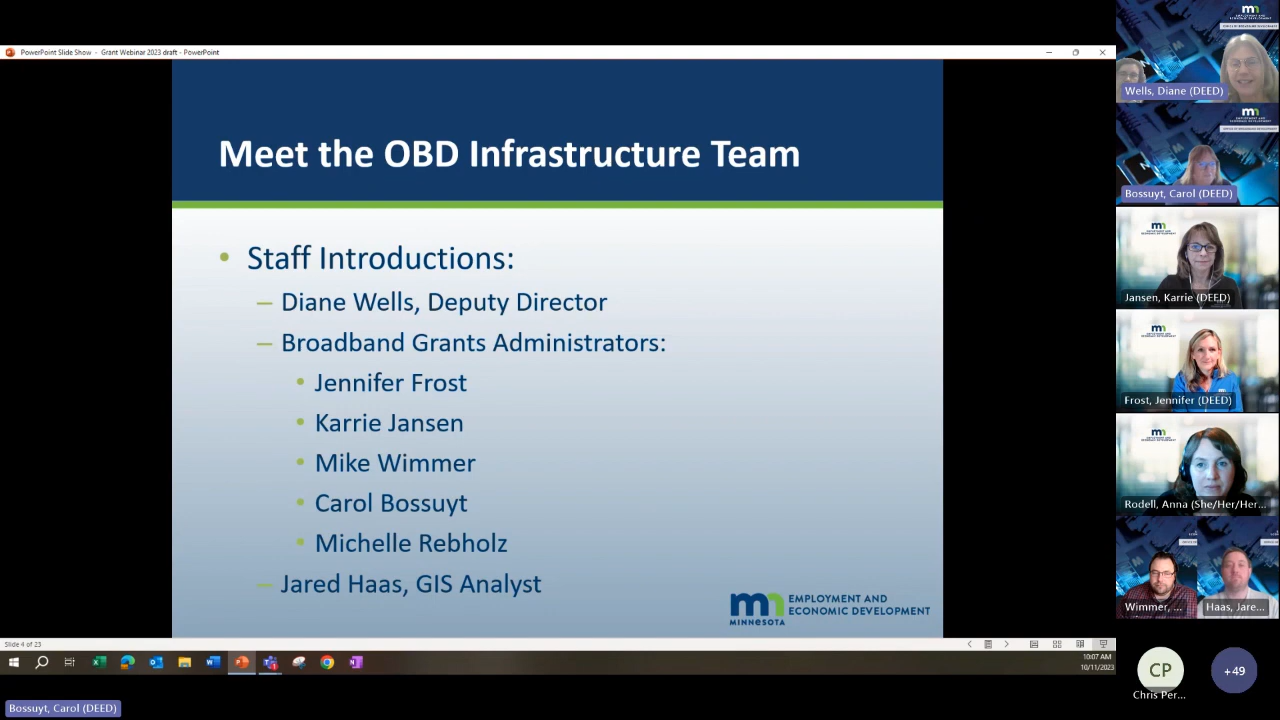 PowerPoint Slide Show - Grant Webinar 2023 draft - PowerPoint
Meet the OBD Infrastructure Team
• Staff Introductions:
– Diane Wells, Deputy Director
– Broadband Grants Administrators:
• Jennifer Frost
• Karrie Jansen
• Mike Wimmer
• Carol Bossuyt
• Michelle Rebholz
– Jared Haas, GIS Analyst
mn
MINNESOTA
EMPLOYMENT AND
ECONOMIC DEVELOPMENT
Slide 4 of 23
10:07 AM
10/11/2023
Bossuyt, Carol (DEED)
Wells, Diane (DEED)
Bossuyt, Carol (DEED)
Jansen, Karrie (DEED)
Frost, Jennifer (DEED)
Rodell, Anna (She/Her/Her...
Wimmer, ...
Haas, Jare...
CP
Chris Per...
+49